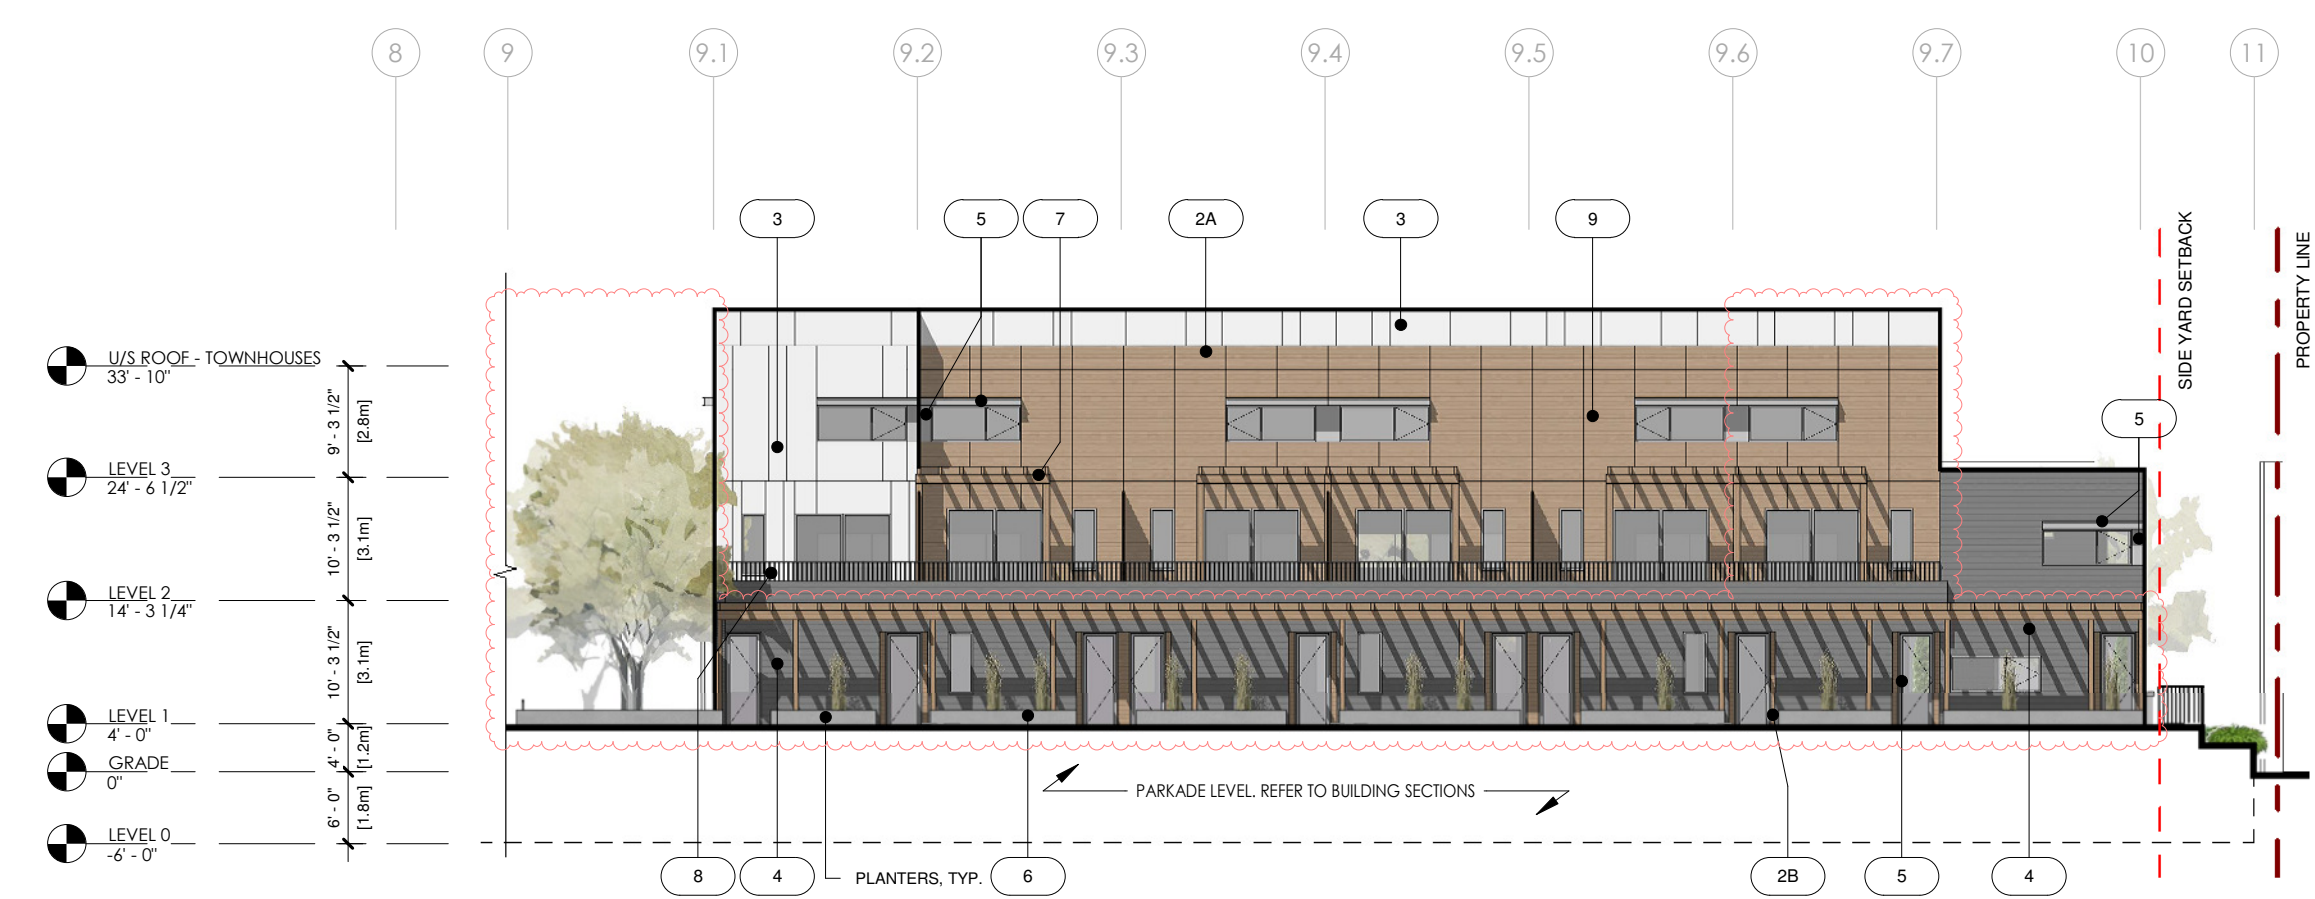 8 9 9.1 9.2 9.3 9.4 9.5 9.6 9.7 10 11
3 5 7 2A 3 9
SIDE YARD SETBACK
PROPERTY LINE
U/S ROOF - TOWNHOUSES
33' - 10"
9' - 3 1/2"
[2.8m]
5
LEVEL 3
24' - 6 1/2"
10' - 3 1/2"
[3.1m]
LEVEL 2
14' - 3 1/4"
10' - 3 1/2"
[3.1m]
LEVEL 1
4' - 0"
4' - 0"
[1.2m]
GRADE
0"
PARKADE LEVEL. REFER TO BUILDING SECTIONS
6' - 0"
[1.8m]
LEVEL 0
-6' - 0"
8 4 PLANTERS, TYP. 6 2B 5 4